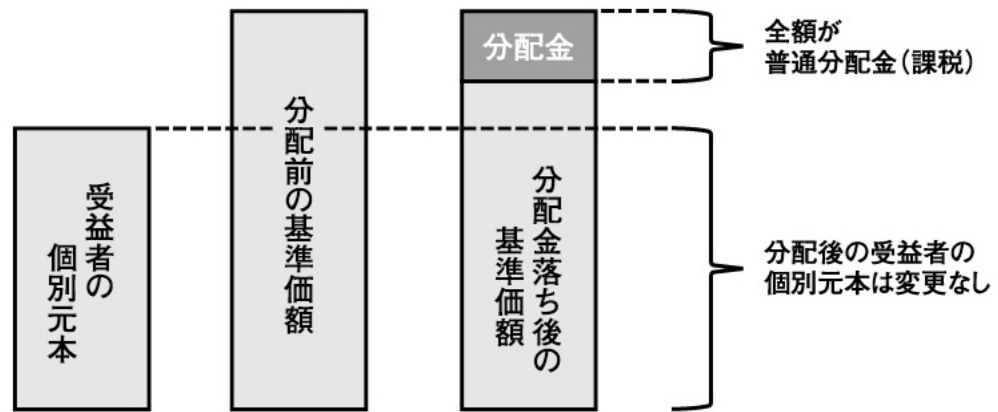 受益者の
個別元本
分配前の基準価額
分配金
分配金落ち後の
基準価額
全額が
普通分配金（課税）
分配後の受益者の
個別元本は変更なし